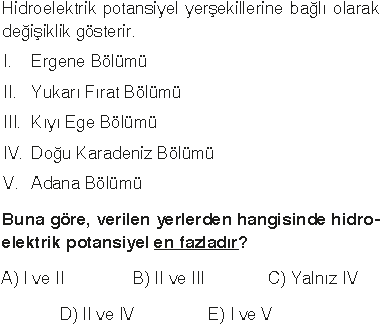 Hidroelektrik potansiyel yerşekillerine bağlı olarak
değişiklik gösterir.
I. Ergene Bölümü
II. Yukarı Fırat Bölümü
III. Kıyı Ege Bölümü
IV. Doğu Karadeniz Bölümü
V. Adana Bölümü
Buna göre, verilen yerlerden hangisinde hidro-
elektrik potansiyel en fazladır?
A) I ve II B) II ve III C) Yalnız IV
D) II ve IV E) I ve V